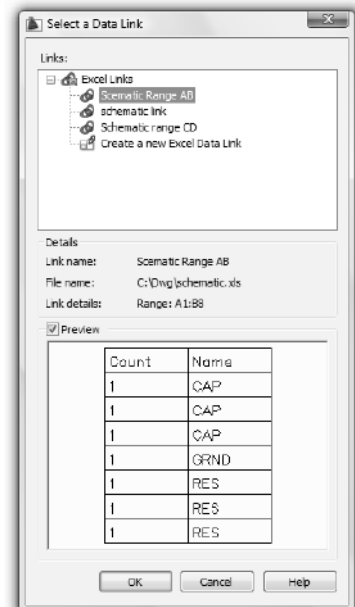 Select a Data Link
Links:
Excel Links
Scematic Range AB
schematic link
Schematic range CD
Create a new Excel Data Link
Details
Link name: Scematic Range AB
File name: C:\Dwg\schematic.xls
Link details: Range: A1:B8
Preview
Count Name
1 CAP
1 CAP
1 CAP
1 GRND
1 RES
1 RES
1 RES
OK Cancel Help